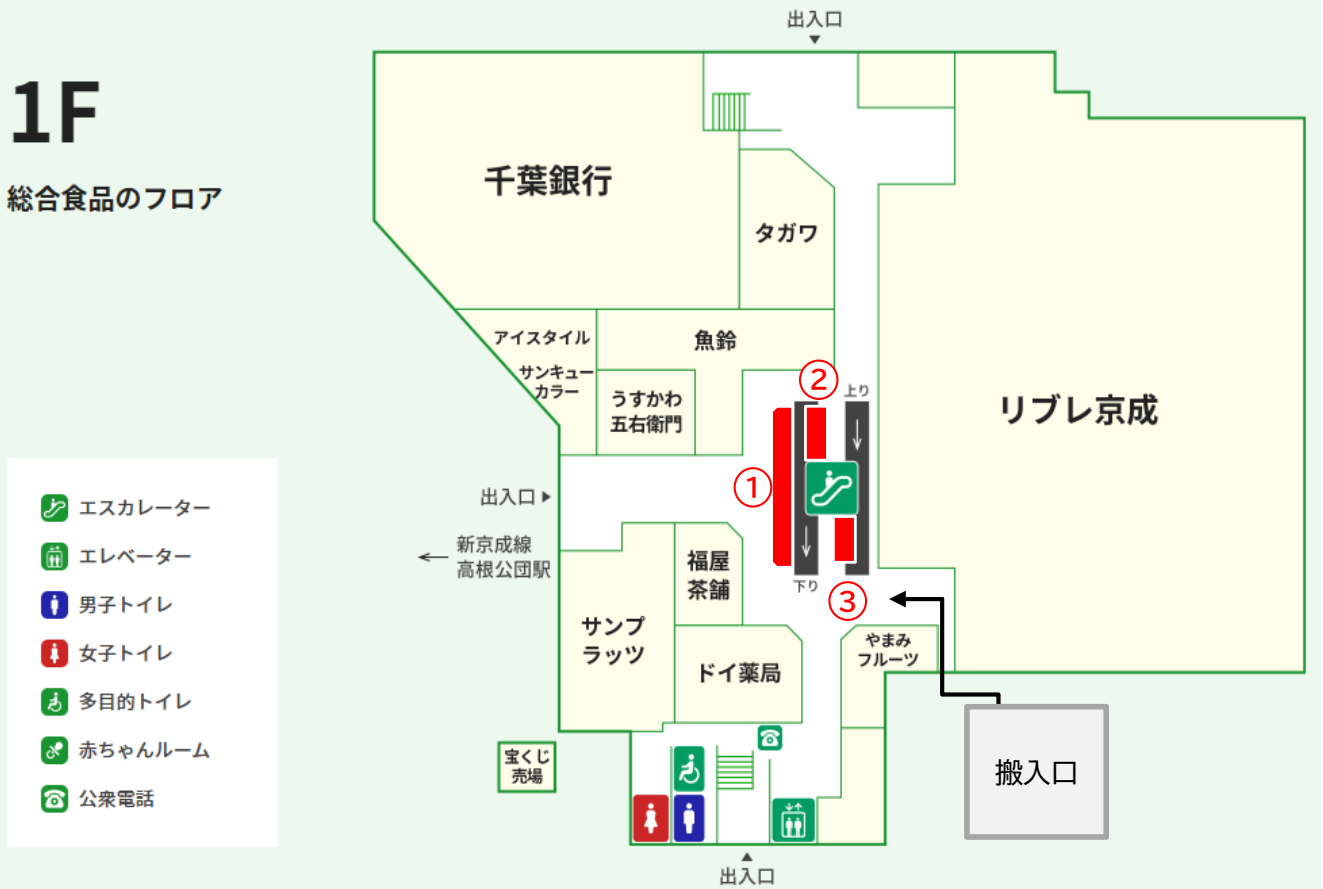 1F
総合食品のフロア
出入口
千葉銀行
タガワ
アイスタイル
サンキュー
カラー
魚鈴
うすかわ
五右衛門
②
上り
リブレ京成
①
出入口
新京成線
高根公団駅
福屋
茶舗
下り
③
サンプ
ラッツ
ドイ薬局
やまみ
フルーツ
宝くじ
売場
搬入口
出入口
エスカレーター
エレベーター
男子トイレ
女子トイレ
多目的トイレ
赤ちゃんルーム
公衆電話